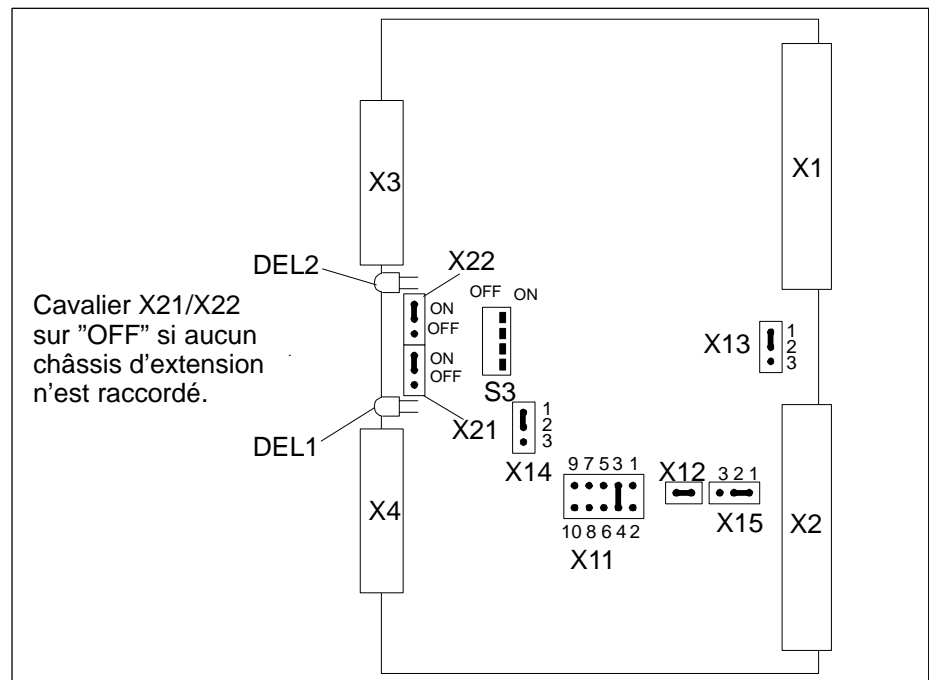 X3
X1
DEL2
X22
OFF ON
Cavalier X21/X22
sur ”OFF” si aucun
châssis d’extension
n’est raccordé.
ON
OFF
ON
OFF
S3
X13
1
2
3
DEL1
X21
1
2
3
X14
9 7 5 3 1
X12
3 2 1
X4
X15
X2
10 8 6 4 2
X11